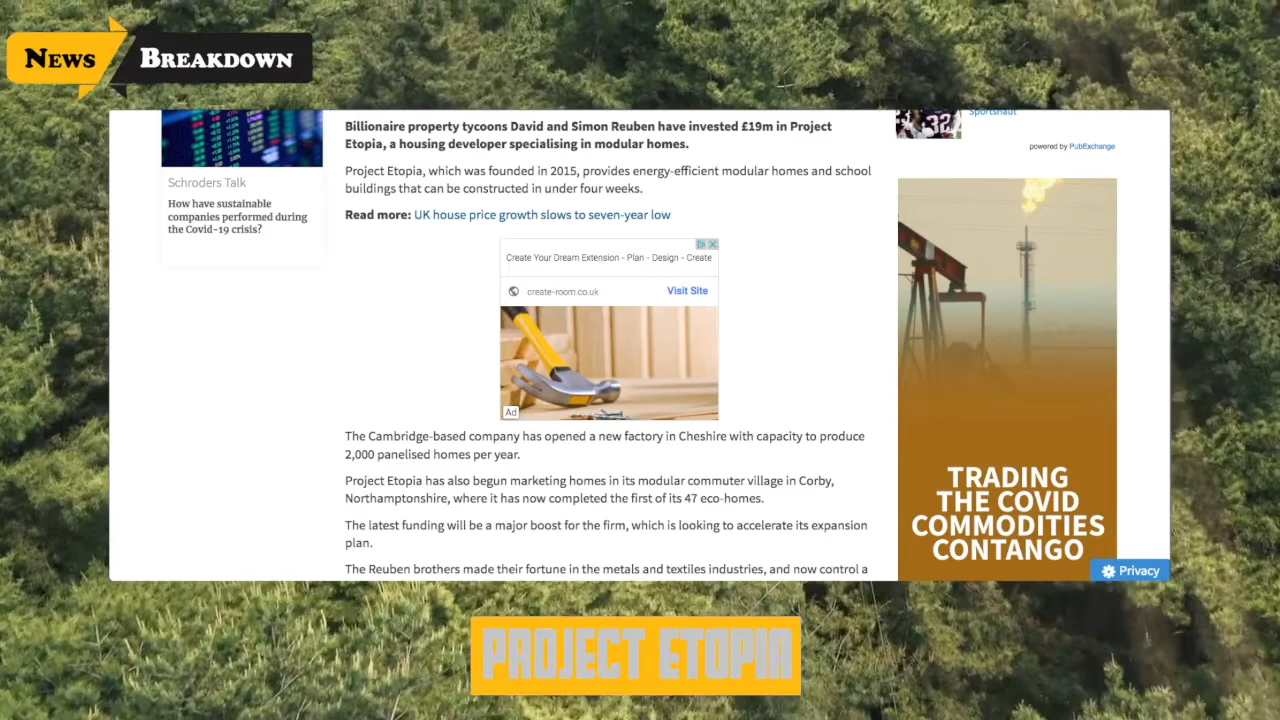 News Breakdown
Sportsnaut
Billionaire property tycoons David and Simon Reuben have invested £19m in Project
Etopia, a housing developer specialising in modular homes.
powered by PubExchange
Project Etopia, which was founded in 2015, provides energy-efficient modular homes and school
buildings that can be constructed in under four weeks.
Schroders Talk
How have sustainable
companies performed during
the Covid-19 crisis?
Read more: UK house price growth slows to seven-year low
Create Your Dream Extension - Plan - Design - Create
create-room.co.uk
Visit Site
32
Ad
The Cambridge-based company has opened a new factory in Cheshire with capacity to produce
2,000 panelised homes per year.
Project Etopia has also begun marketing homes in its modular commuter village in Corby,
Northamptonshire, where it has now completed the first of its 47 eco-homes.
The latest funding will be a major boost for the firm, which is looking to accelerate its expansion
plan.
The Reuben brothers made their fortune in the metals and textiles industries, and now control a
TRADING
THE COVID
COMMODITIES
CONTANGO
Privacy
PROJECT ETOPIA